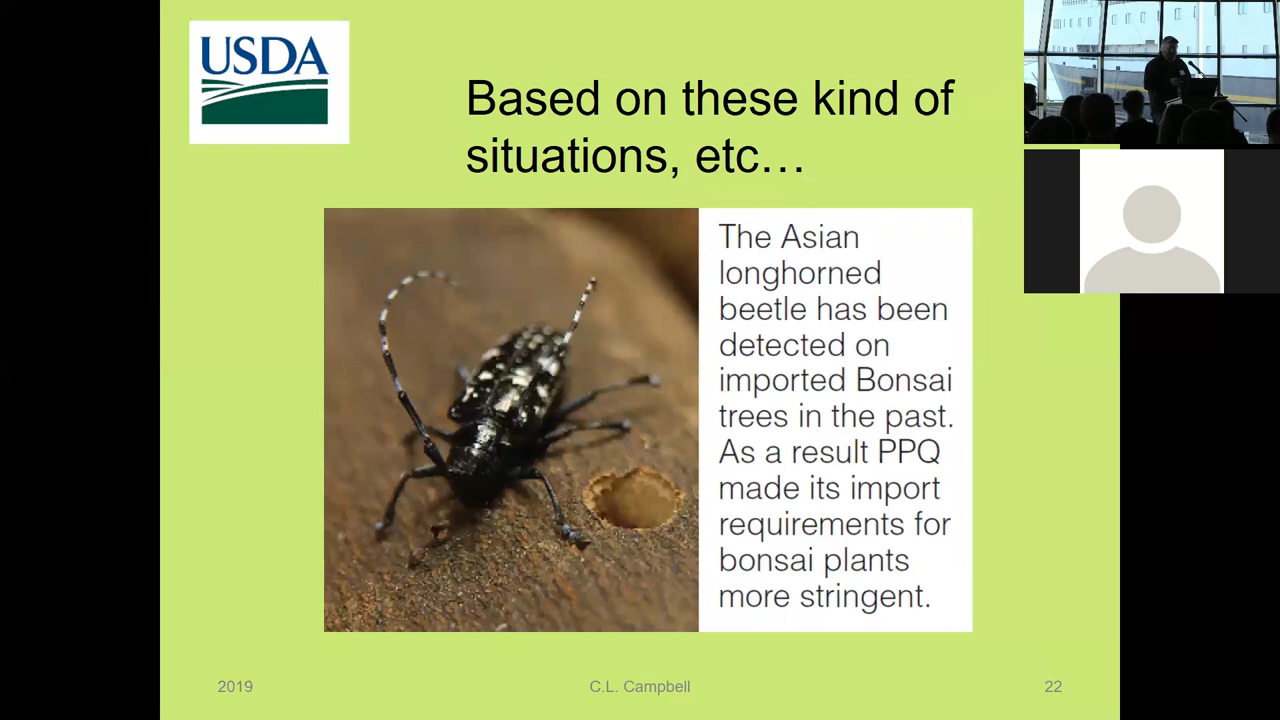 USDA
Based on these kind of
situations, etc…
The Asian
longhorned
beetle has been
detected on
imported Bonsai
trees in the past.
As a result PPQ
made its import
requirements for
bonsai plants
more stringent.
2019
C.L. Campbell
22